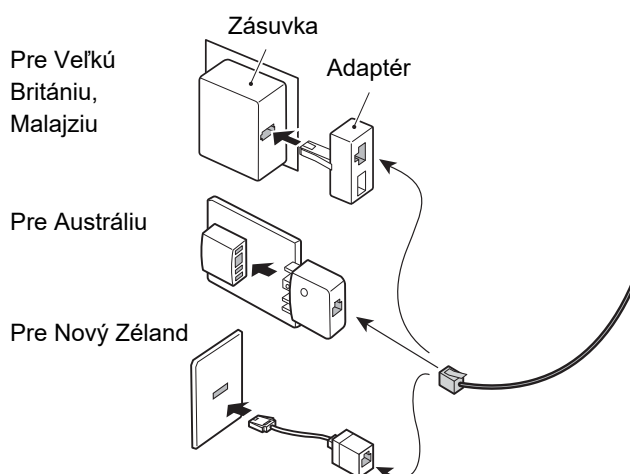 Zásuvka
Pre Veľkú
Britániu,
Malajziu
Adaptér
Pre Austráliu
Pre Nový Zéland